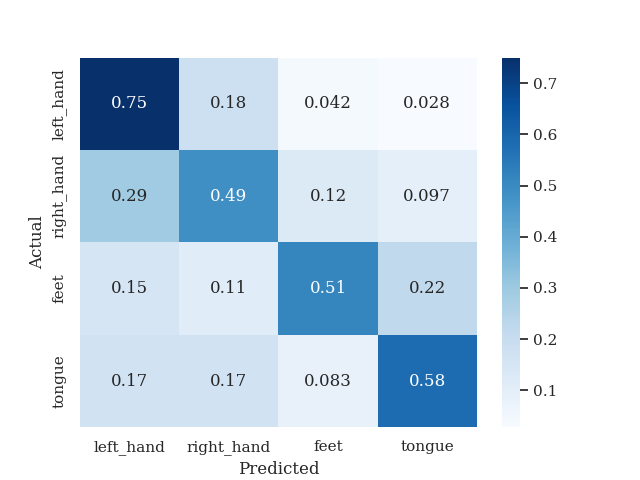 left_hand 0.75 0.18 0.042 0.028
right_hand 0.29 0.49 0.12 0.097
feet 0.15 0.11 0.51 0.22
tongue 0.17 0.17 0.083 0.58
Actual
left_hand right_hand feet tongue
Predicted
0.7
0.6
0.5
0.4
0.3
0.2
0.1